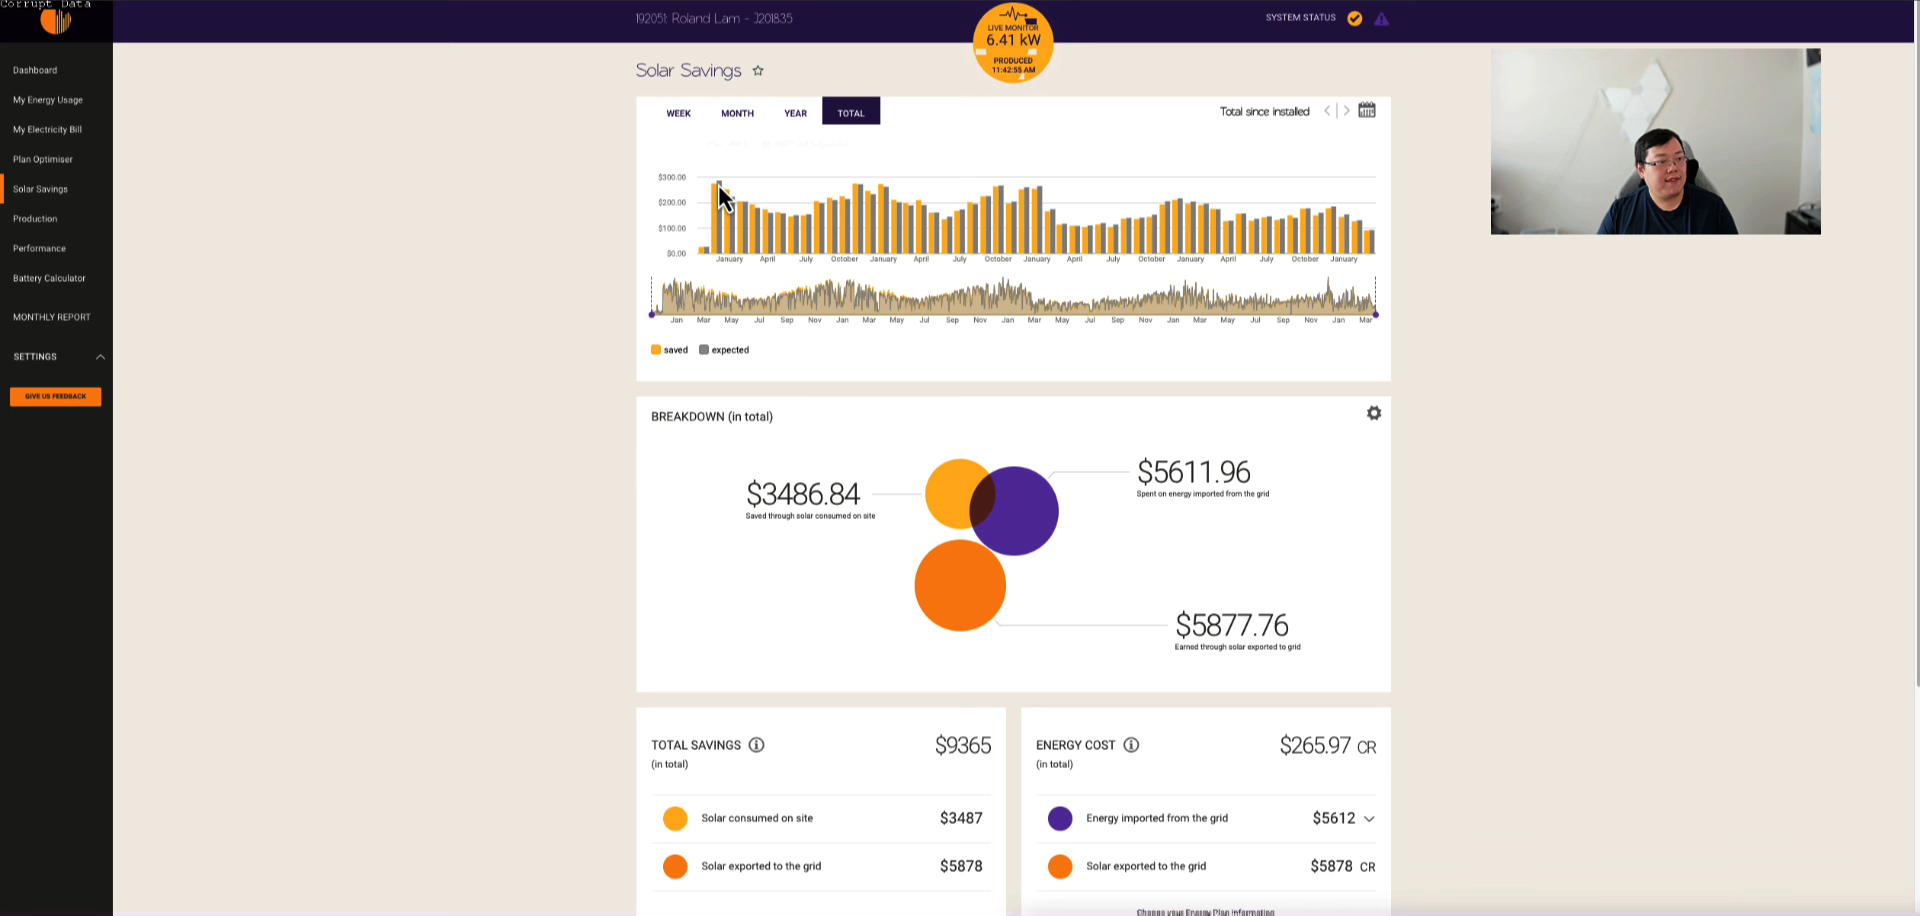 Corrupt Data
192051: Roland Lam - J201835
LIVE MONITOR
6.41 kW
PRODUCED
11:42:55 AM
SYSTEM STATUS
Dashboard
My Energy Usage
My Electricity Bill
Plan Optimiser
Solar Savings
Production
Performance
Battery Calculator
MONTHLY REPORT
SETTINGS
GIVE US FEEDBACK
Solar Savings
WEEK MONTH YEAR TOTAL
Total since installed
$300.00
$200.00
$100.00
$0.00
January April July October January April July October January April July October January April July October January
Jan Mar May Jul Sep Nov Jan Mar May Jul Sep Nov Jan Mar May Jul Sep Nov Jan Mar May Jul Sep Nov Jan Mar
saved expected
BREAKDOWN (in total)
$3486.84
Saved through solar consumed on site
$5611.96
Spent on energy imported from the grid
$5877.76
Earned through solar exported to grid
TOTAL SAVINGS $9365
(in total)
Solar consumed on site $3487
Solar exported to the grid $5878
ENERGY COST $265.97 CR
(in total)
Energy imported from the grid $5612
Solar exported to the grid $5878 CR
Change your Energy Plan information